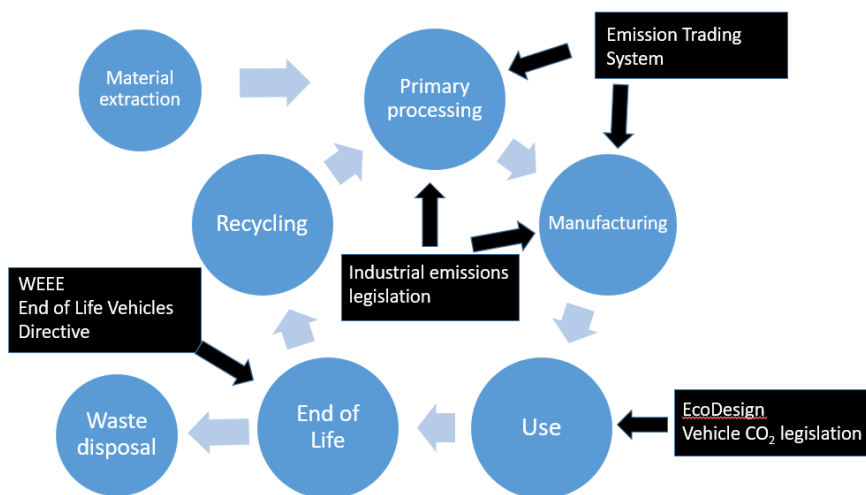 Material
extraction
Primary
processing
Emission Trading
System
Recycling
Manufacturing
Industrial emissions
legislation
WEEE
End of Life Vehicles
Directive
Waste
disposal
End of
Life
Use
EcoDesign
Vehicle CO₂ legislation